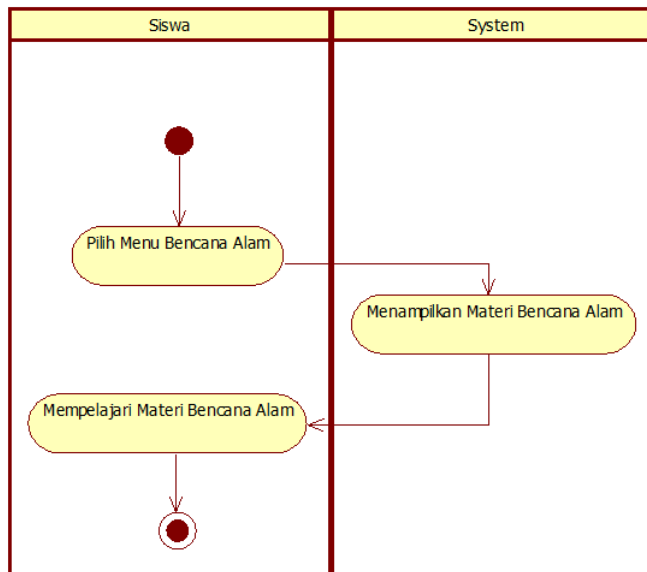 Siswa
System
Pilih Menu Bencana Alam
Menampilkan Materi Bencana Alam
Mempelajari Materi Bencana Alam